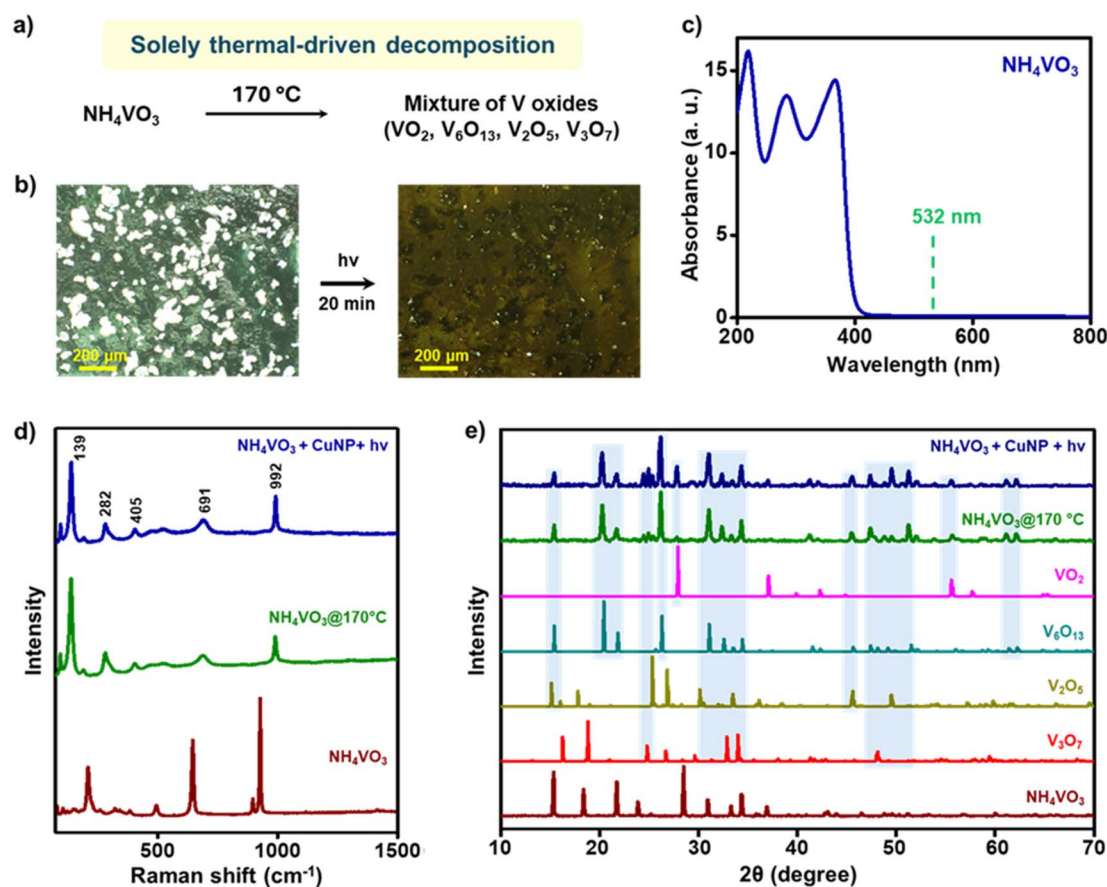 a)
Solely thermal-driven decomposition
NH₄VO₃
170 °C
Mixture of V oxides
(VO₂, V₆O₁₃, V₂O₅, V₃O₇)
b)
200 μm
hv
20 min
200 μm
c)
NH₄VO₃
532 nm
15
10
5
0
Absorbance (a. u.)
200
400
600
800
Wavelength (nm)
d)
NH₄VO₃ + CuNP+ hv
139
282
405
691
992
NH₄VO₃@170°C
NH₄VO₃
Intensity
500
1000
1500
Raman shift (cm⁻¹)
e)
NH₄VO₃ + CuNP + hv
NH₄VO₃@170 °C
VO₂
V₆O₁₃
V₂O₅
V₃O₇
NH₄VO₃
Intensity
10
20
30
40
50
60
70
2θ (degree)